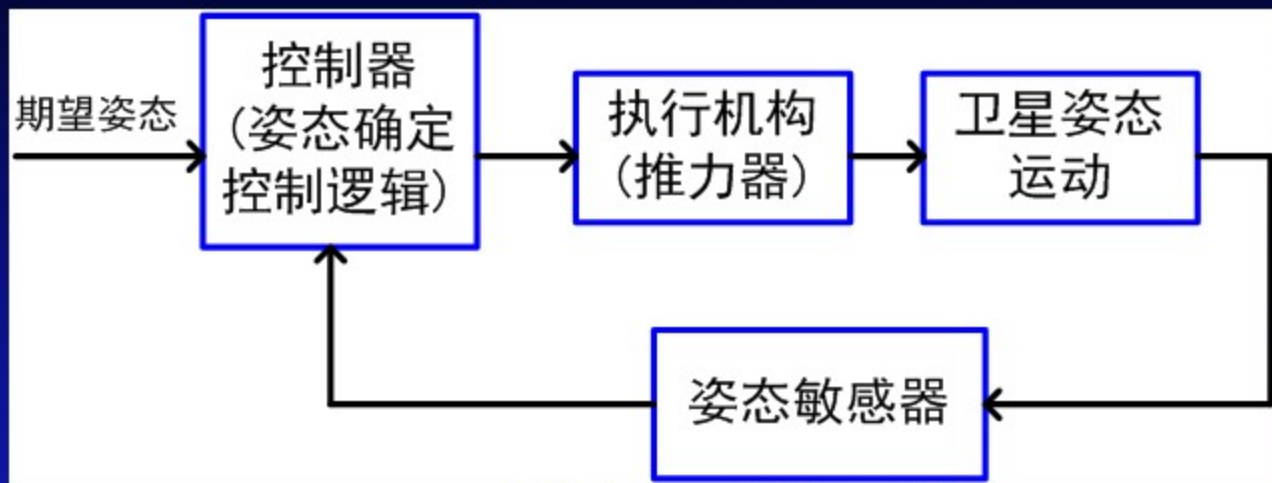 期望姿态
控制器
(姿态确定
控制逻辑)
执行机构
(推力器)
卫星姿态
运动
姿态敏感器